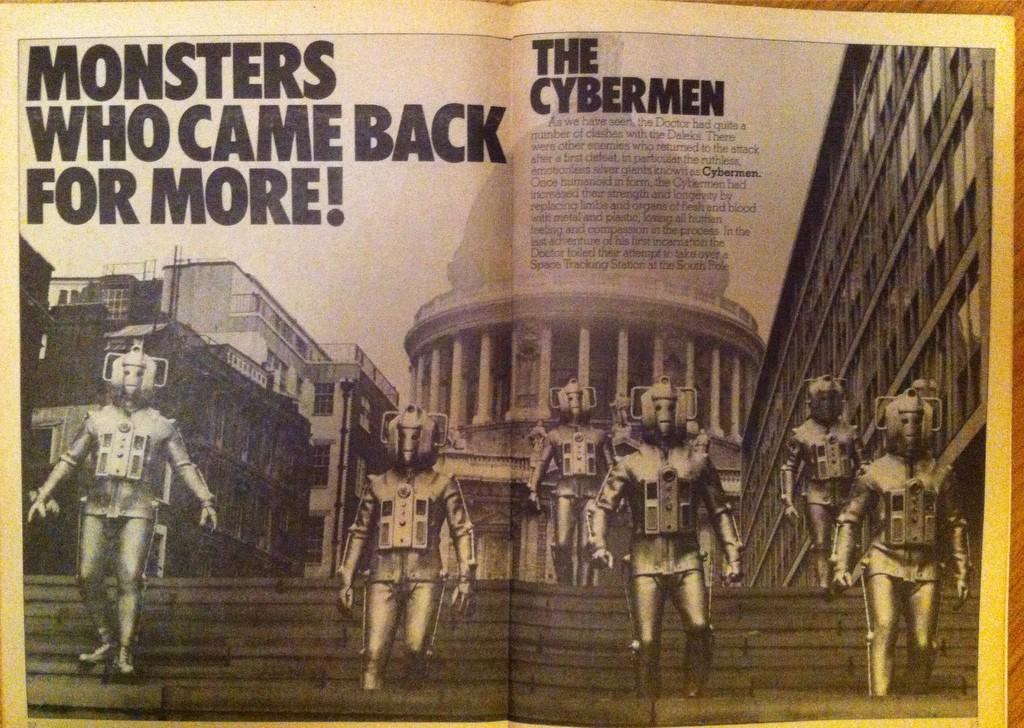 MONSTERS
WHO CAME BACK
FOR MORE!
THE
CYBERMEN
As we have seen, the Doctor had quite a
number of clashes with the Daleks. There
were other enemies who returned to the attack
after a first defeat, in particular the ruthless,
emotionless silver giants known as Cybermen.
Once humanoid in form, the Cybermen had
increased their strength and longevity by
replacing limbs and organs of flesh and blood
with metal and plastic, losing all human
feeling and compassion in the process. In the
last adventure of his first incarnation the
Doctor foiled their attempt to take over a
Space Tracking Station at the South Pole.